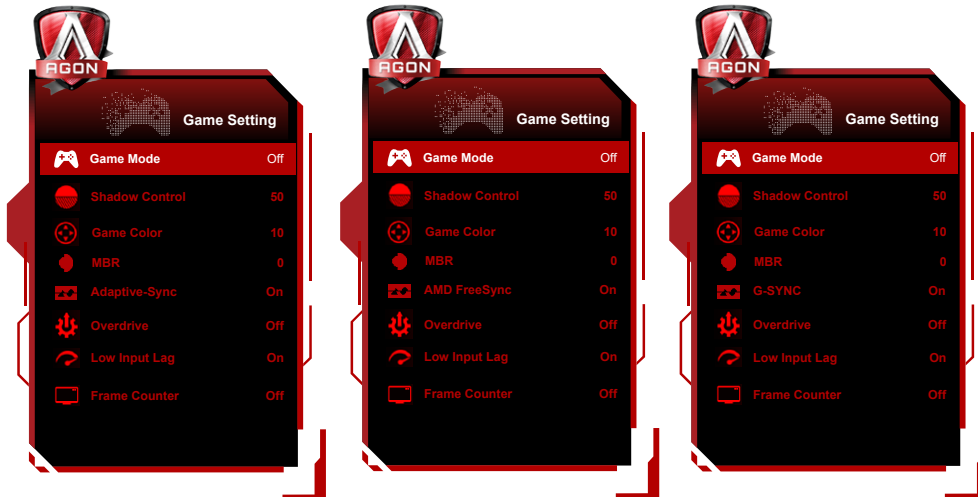 AGON
Game Setting
Game Mode Off
Shadow Control 50
Game Color 10
MBR 0
Adaptive-Sync On
Overdrive Off
Low Input Lag On
Frame Counter Off
AGON
Game Setting
Game Mode Off
Shadow Control 50
Game Color 10
MBR 0
AMD FreeSync On
Overdrive Off
Low Input Lag On
Frame Counter Off
AGON
Game Setting
Game Mode Off
Shadow Control 50
Game Color 10
MBR 0
G-SYNC On
Overdrive Off
Low Input Lag On
Frame Counter Off